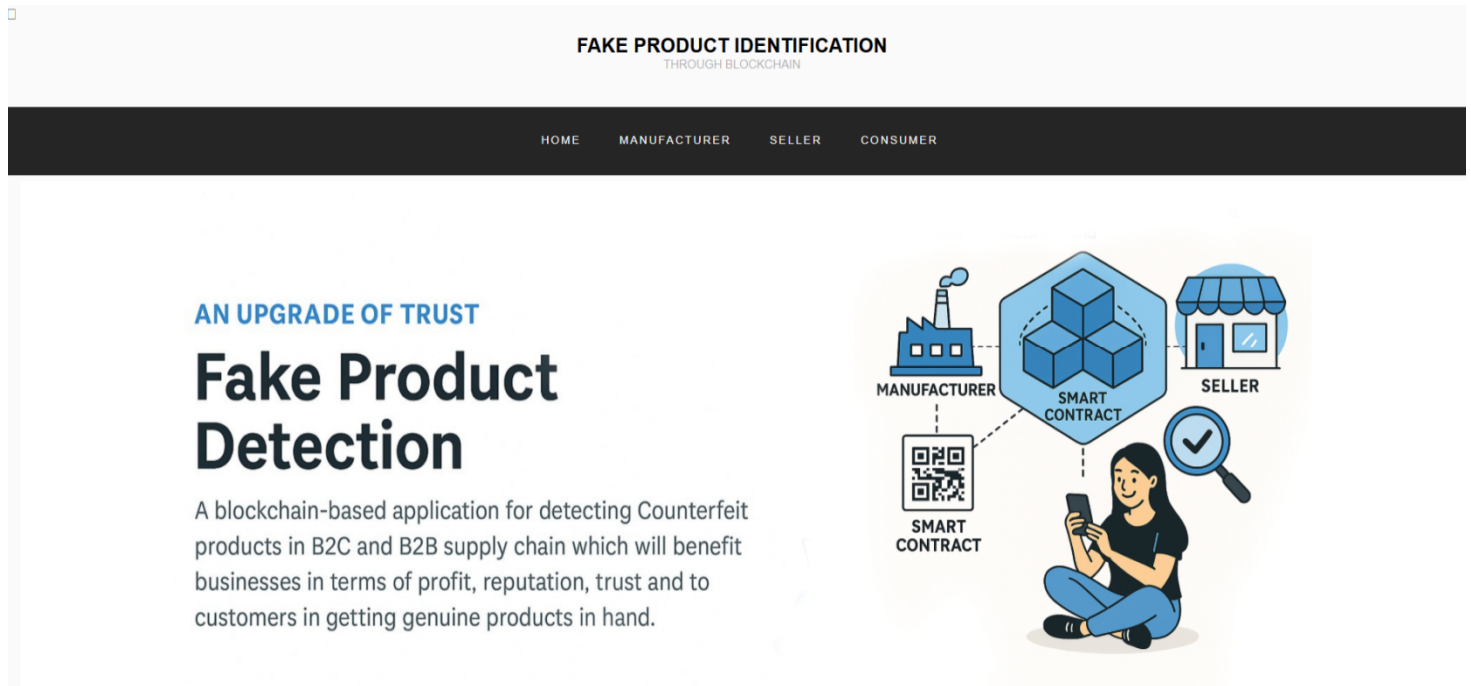 FAKE PRODUCT IDENTIFICATION
THROUGH BLOCKCHAIN
HOME MANUFACTURER SELLER CONSUMER
AN UPGRADE OF TRUST
Fake Product
Detection
A blockchain-based application for detecting Counterfeit
products in B2C and B2B supply chain which will benefit
businesses in terms of profit, reputation, trust and to
customers in getting genuine products in hand.
MANUFACTURER
SMART
CONTRACT
SELLER
SMART
CONTRACT